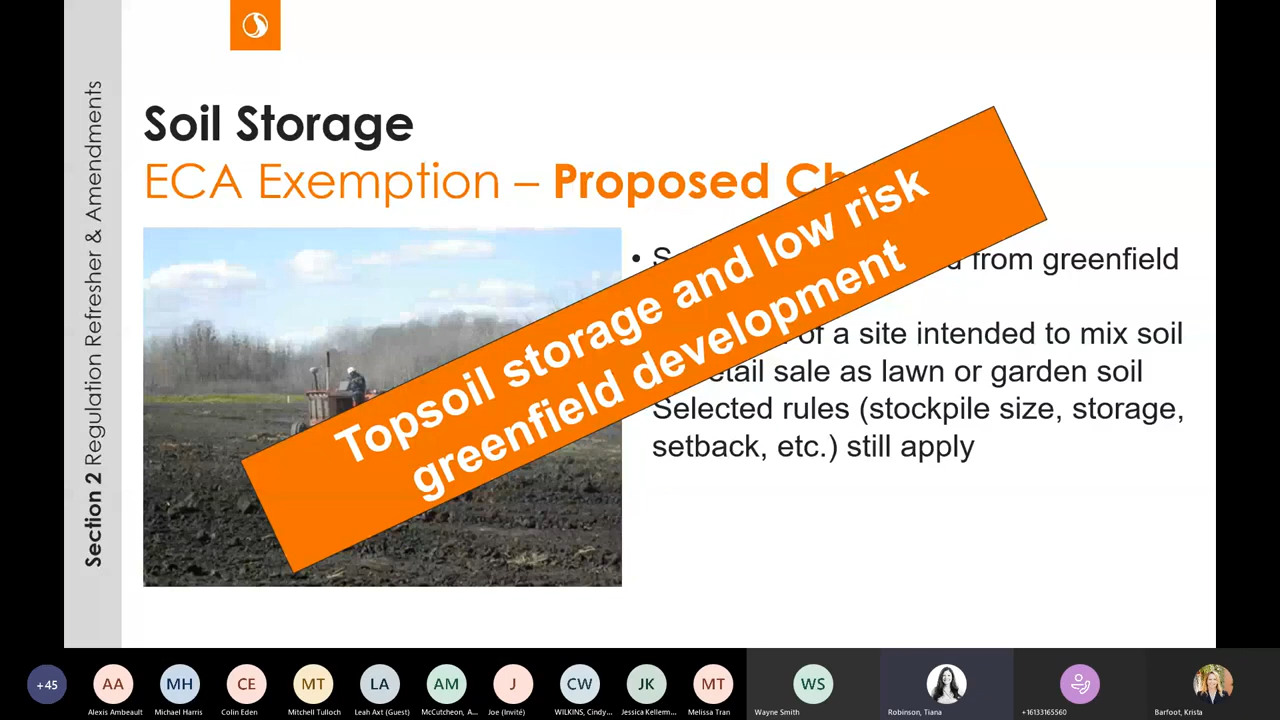 Section 2 Regulation Refresher & Amendments
Soil Storage
ECA Exemption – Proposed
Topsoil storage and low risk
greenfield development
from greenfield
of a site intended to mix soil
sale as lawn or garden soil
Selected rules (stockpile size, storage,
setback, etc.) still apply
+45
AA
MH
CE
MT
LA
AM
J
CW
JK
MT
WS
Alexis Ambeault
Michael Harris
Colin Eden
Mitchell Tulloch
Leah Axt (Guest)
McCutcheon, A...
Joe (Invité)
WILKINS, Cindy...
Jessica Kellem...
Melissa Tran
Wayne Smith
Robinson, Tiana
+16133165560
Barfoot, Krista